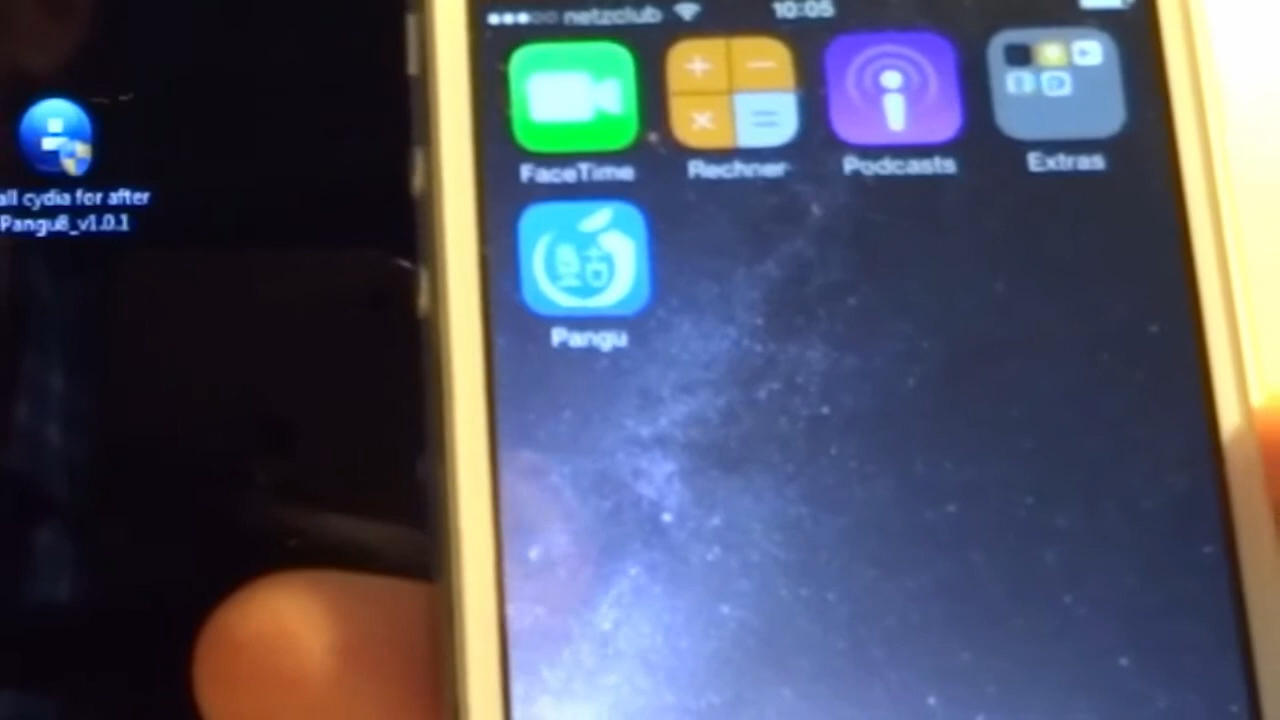 netzclub 10:05
FaceTime Rechner Podcasts Extras
Pangu
all cydia for after
Pangu8_v1.0.1